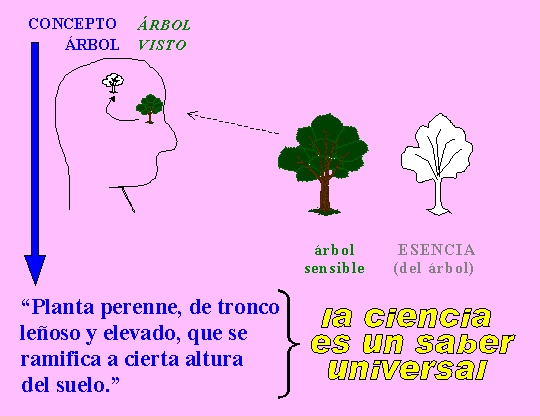 CONCEPTO ÁRBOL
ÁRBOL VISTO
árbol sensible
ESENCIA (del árbol)
“Planta perenne, de tronco
leñoso y elevado, que se
ramifica a cierta altura
del suelo.”
la ciencia
es un saber
universal